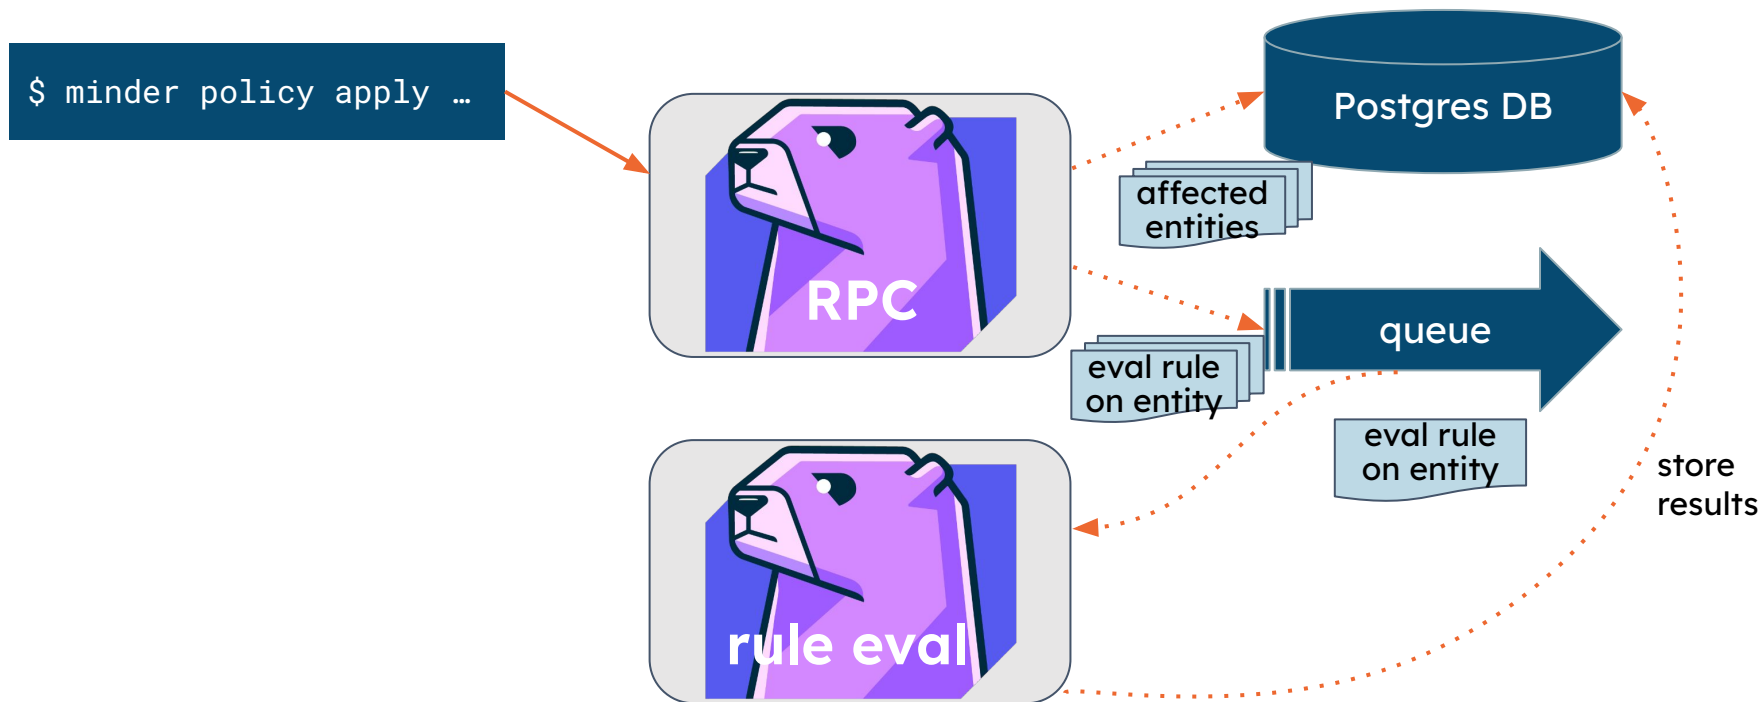 $ minder policy apply …
Postgres DB
affected
entities
RPC
queue
eval rule
on entity
eval rule
on entity
store
results
rule eval